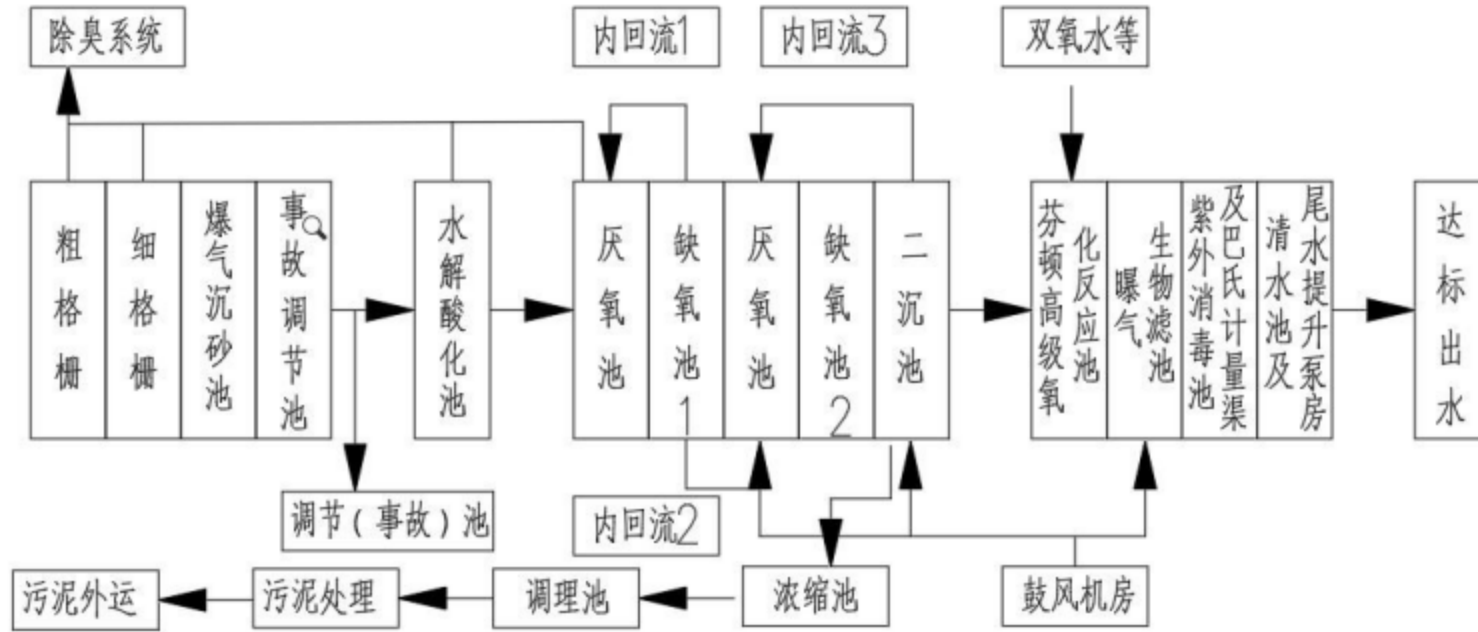 除臭系统
内回流1
内回流3
双氧水等
粗格栅
细格栅
爆气沉砂池
事故调节池
水解酸化池
厌氧池
缺氧池1
厌氧池
缺氧池2
二沉池
芬顿高级氧
化反应池
曝气
生物滤池
紫外消毒池
及巴氏计量渠
清水池及
尾水提升泵房
达标出水
调节(事故)池
内回流2
污泥外运
污泥处理
调理池
浓缩池
鼓风机房